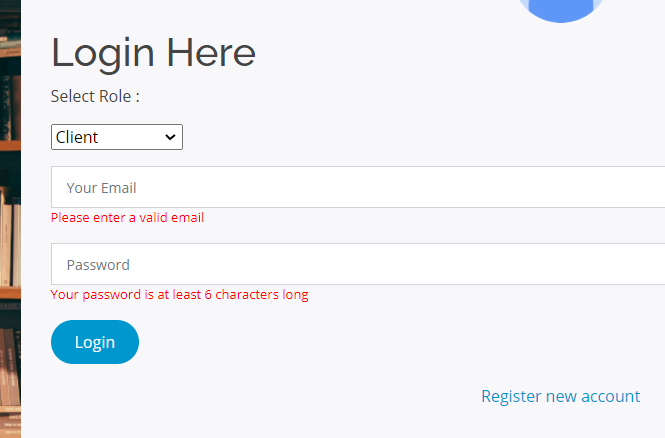 Login Here
Select Role :
Client
Your Email
Please enter a valid email
Password
Your password is at least 6 characters long
Login
Register new account